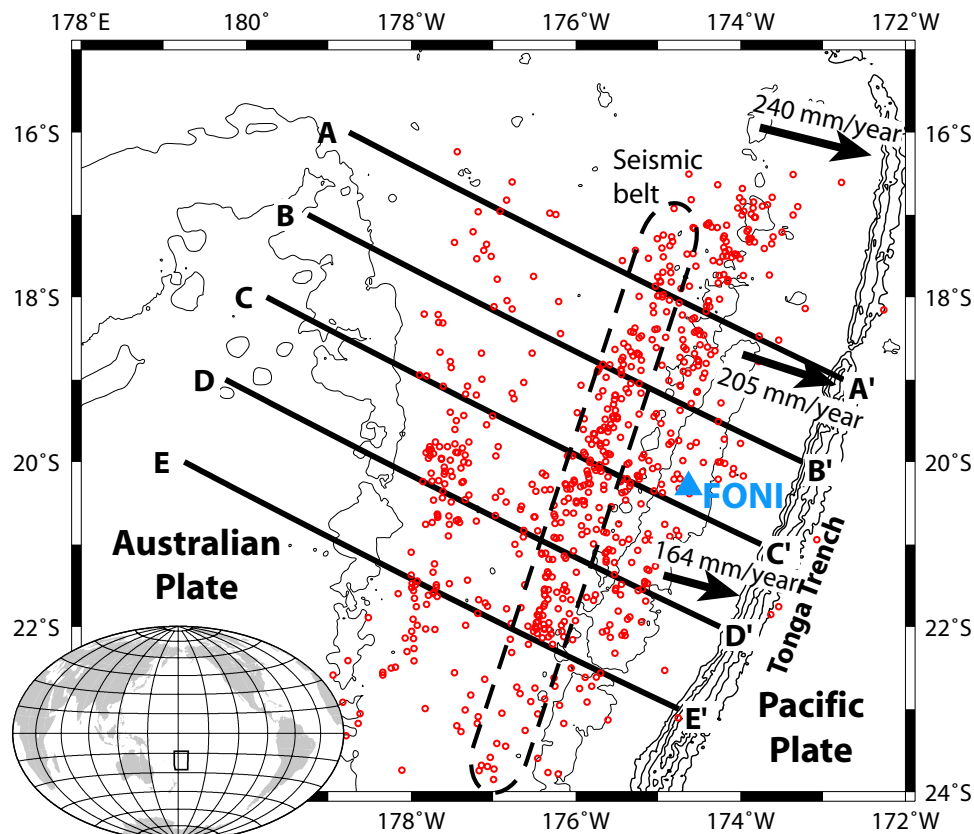 178°E
180°
178°W
176°W
174°W
172°W
16°S
18°S
20°S
22°S
16°S
18°S
20°S
22°S
24°S
178°W
176°W
174°W
172°W
240 mm/year
Seismic
belt
A
B
C
D
E
205 mm/year
A'
B'
FONI
C'
164 mm/year
D'
E'
Tonga Trench
Australian
Plate
Pacific
Plate